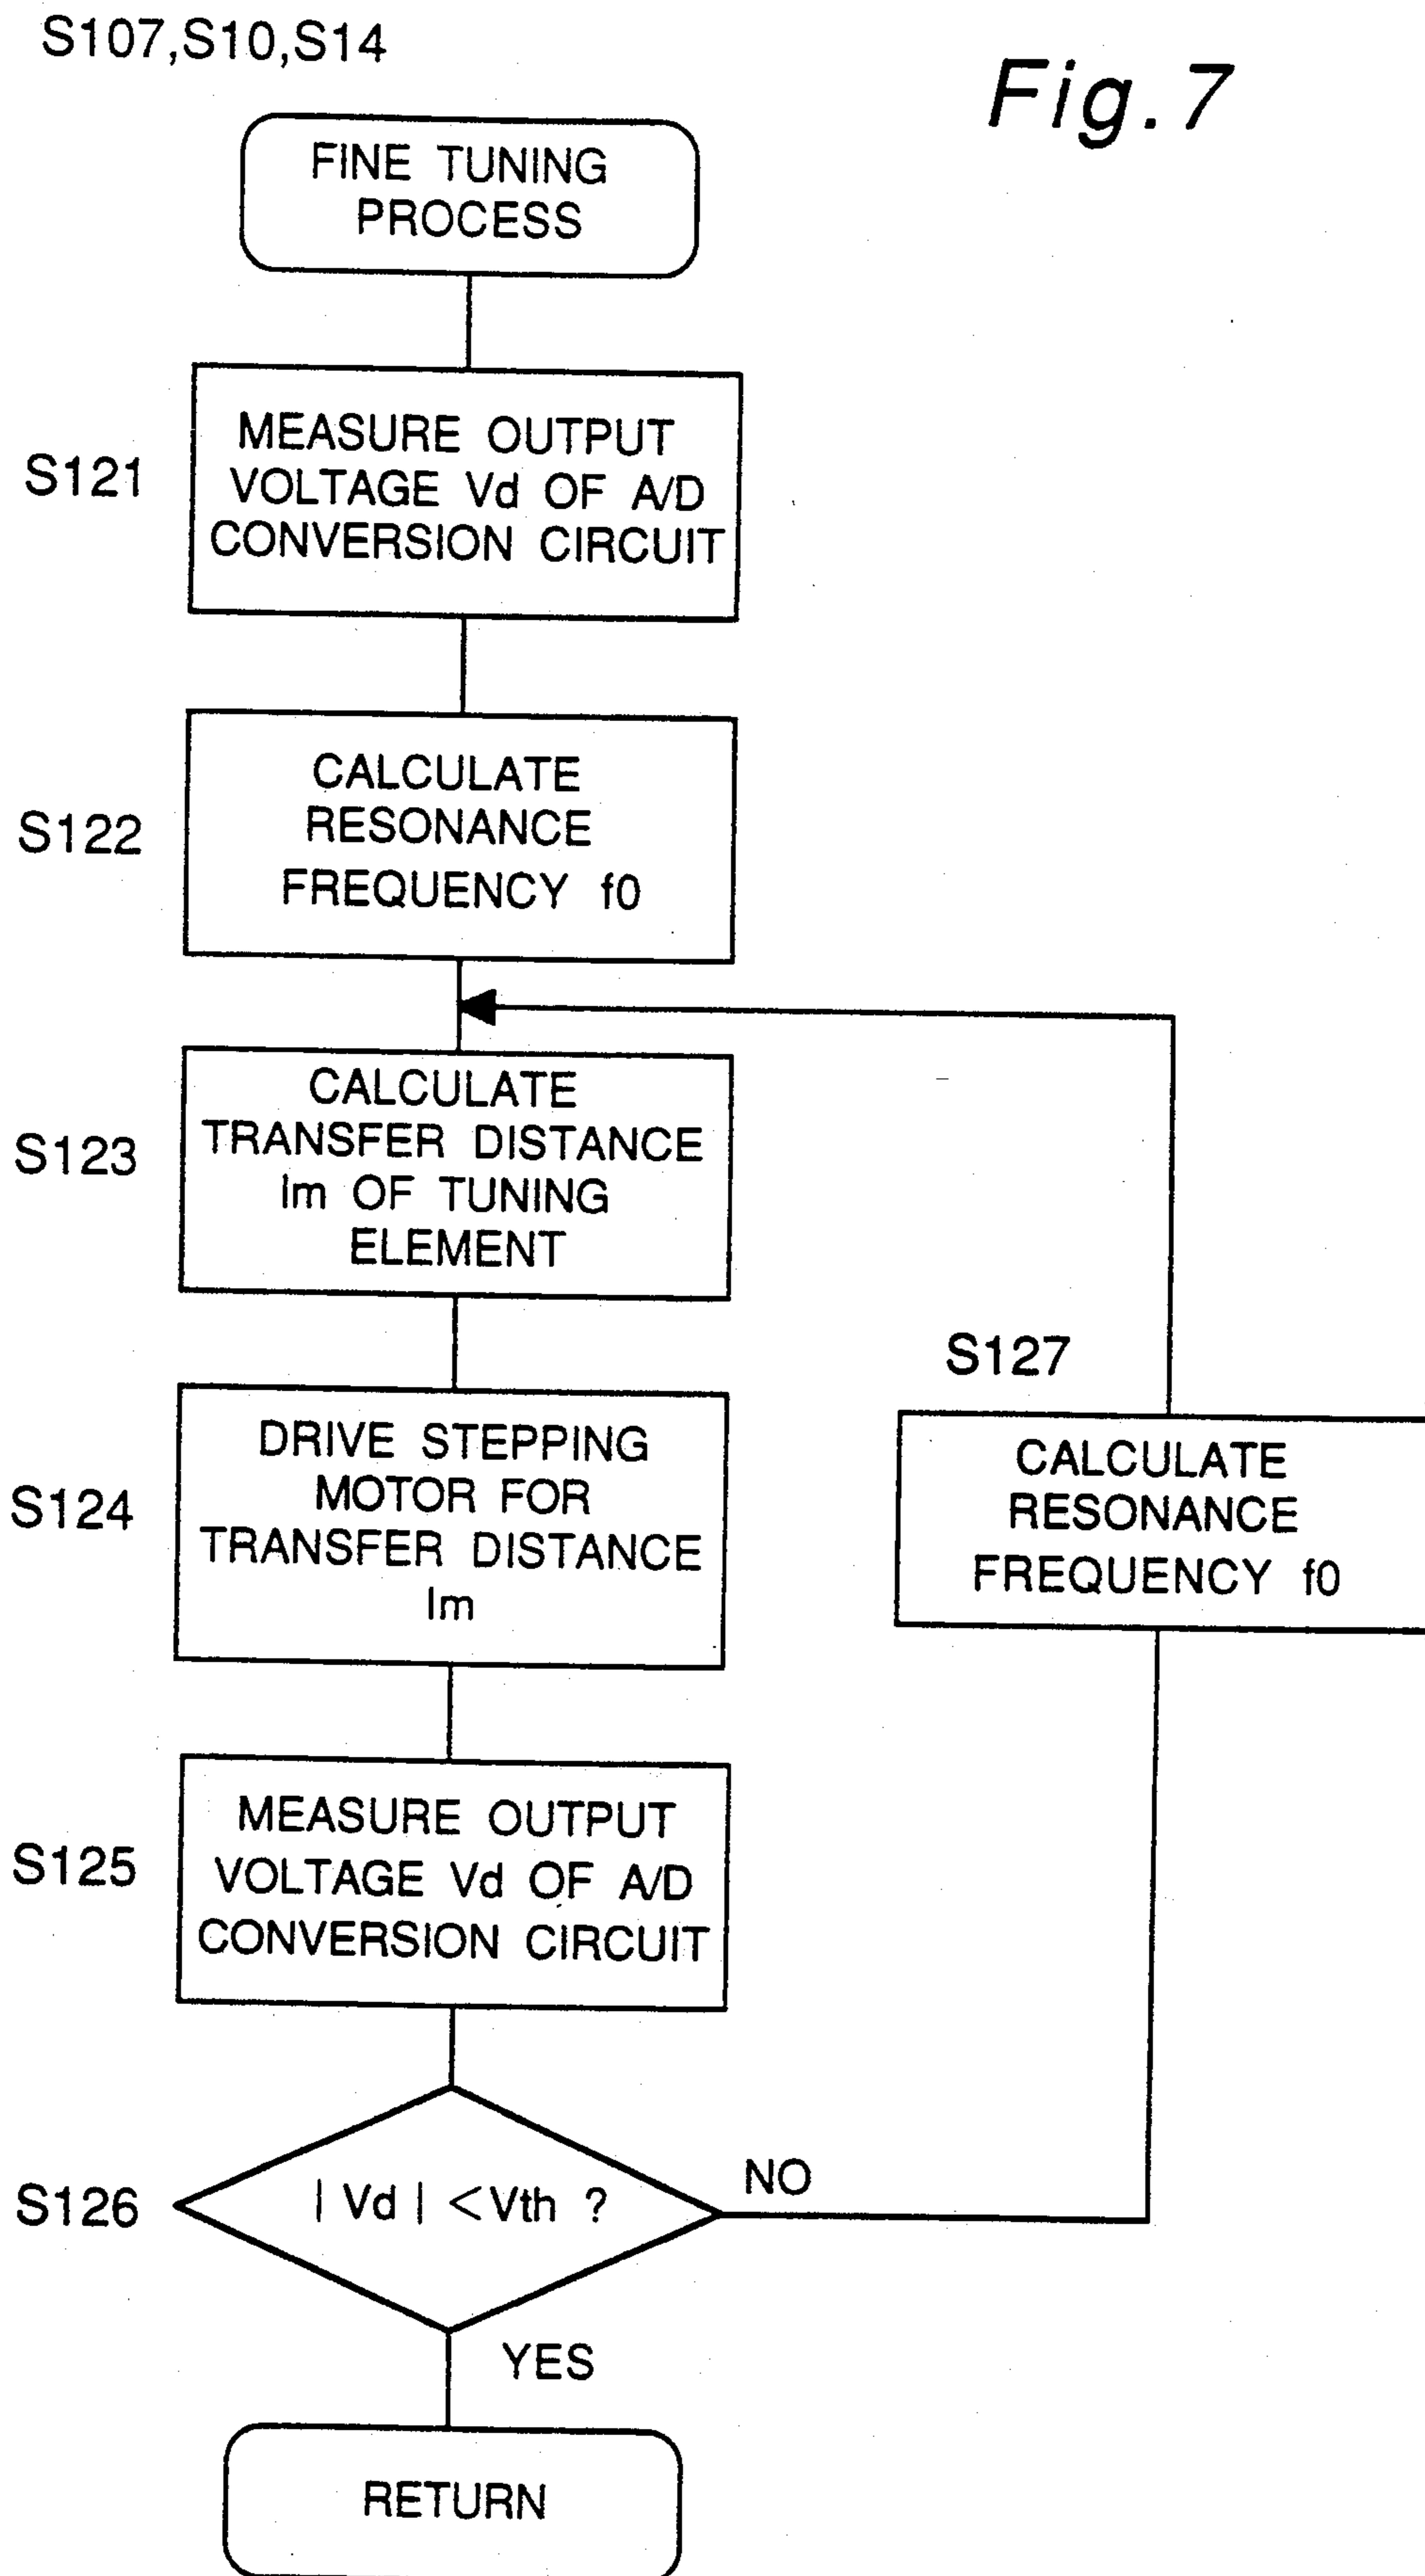 S107,S10,S14
Fig.7
FINE TUNING
PROCESS
S121
MEASURE OUTPUT
VOLTAGE Vd OF A/D
CONVERSION CIRCUIT
S122
CALCULATE
RESONANCE
FREQUENCY f0
S123
CALCULATE
TRANSFER DISTANCE
lm OF TUNING
ELEMENT
S124
DRIVE STEPPING
MOTOR FOR
TRANSFER DISTANCE
lm
S127
CALCULATE
RESONANCE
FREQUENCY f0
S125
MEASURE OUTPUT
VOLTAGE Vd OF A/D
CONVERSION CIRCUIT
S126
| Vd | <Vth ?
NO
YES
RETURN